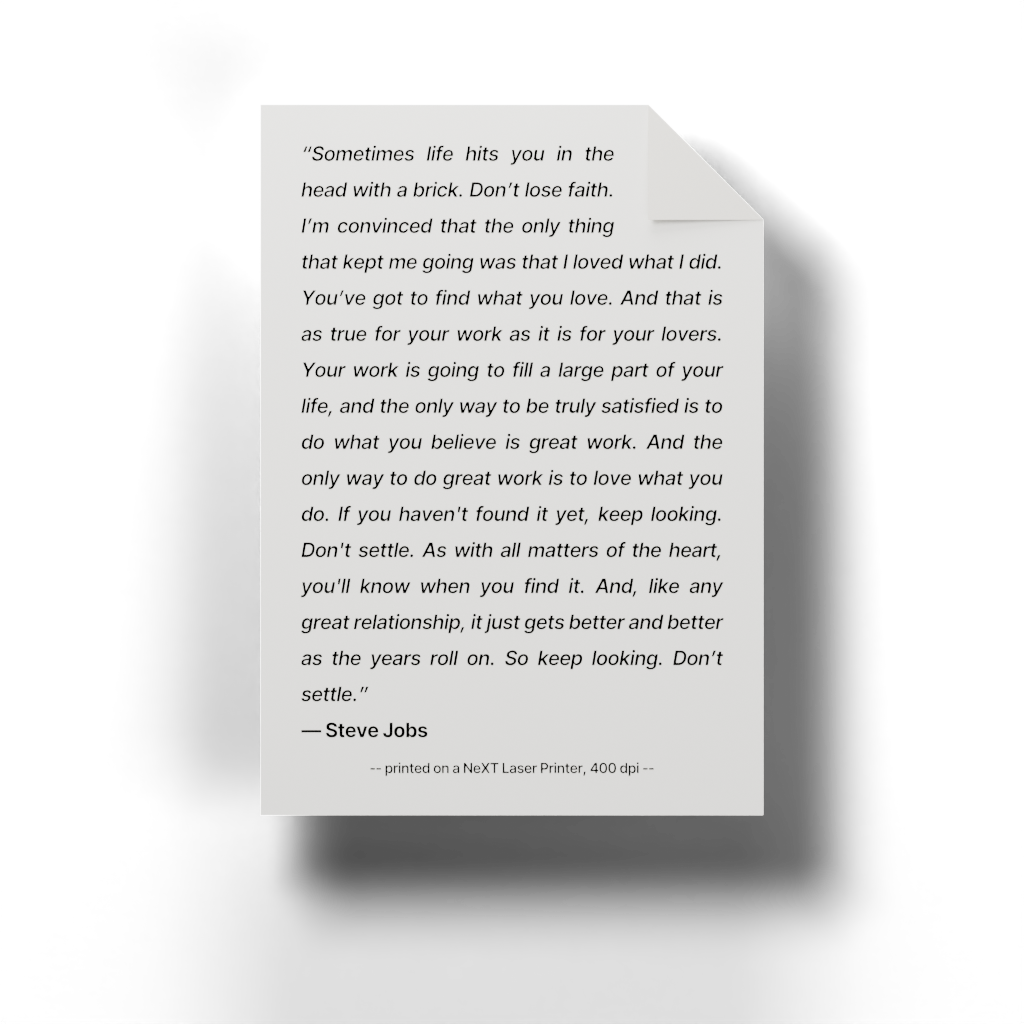 “Sometimes life hits you in the
head with a brick. Don’t lose faith.
I’m convinced that the only thing
that kept me going was that I loved what I did.
You’ve got to find what you love. And that is
as true for your work as it is for your lovers.
Your work is going to fill a large part of your
life, and the only way to be truly satisfied is to
do what you believe is great work. And the
only way to do great work is to love what you
do. If you haven't found it yet, keep looking.
Don't settle. As with all matters of the heart,
you'll know when you find it. And, like any
great relationship, it just gets better and better
as the years roll on. So keep looking. Don’t
settle.”
— Steve Jobs
-- printed on a NeXT Laser Printer, 400 dpi --